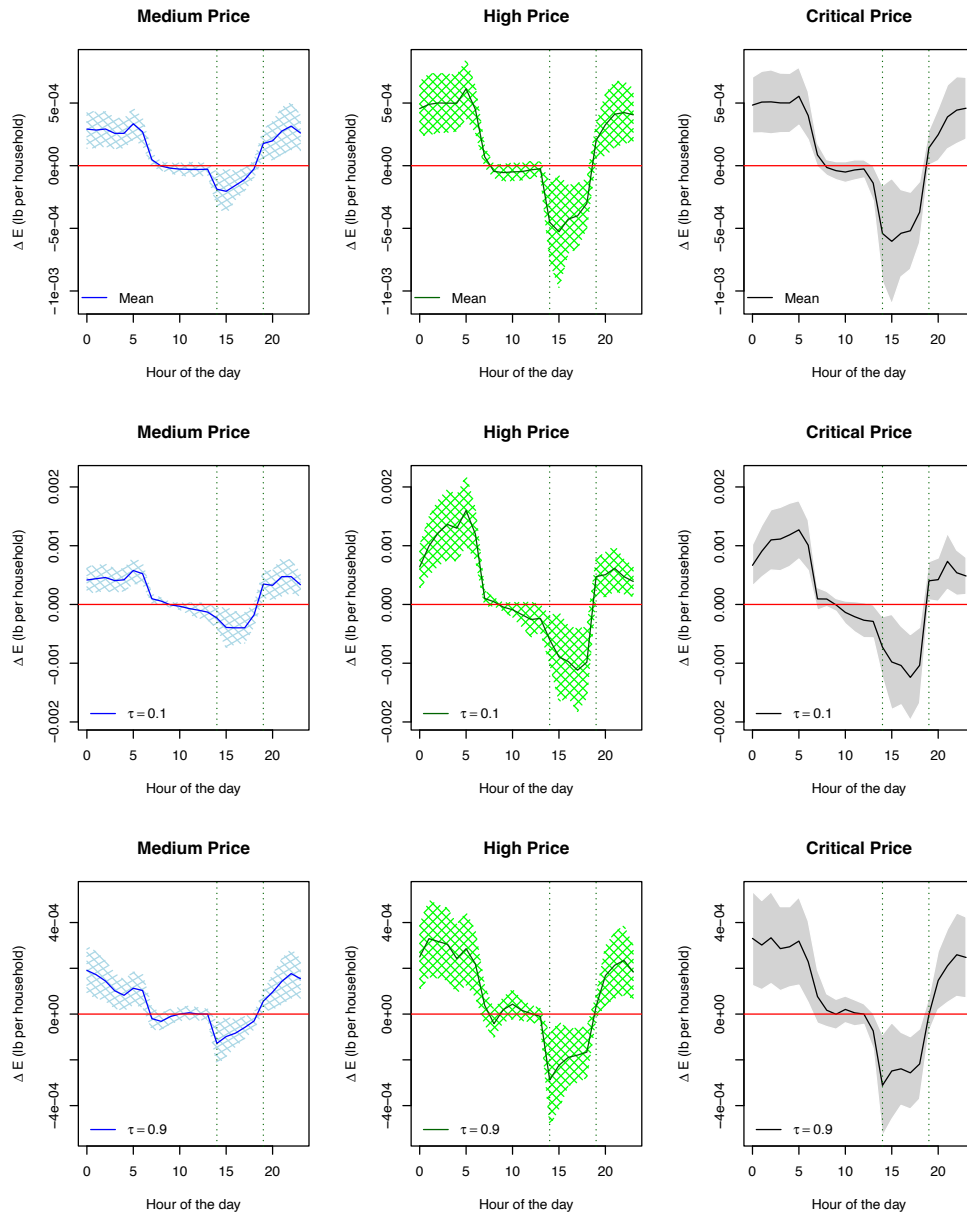 Medium Price High Price Critical Price
Δ E (lb per household) Δ E (lb per household) Δ E (lb per household)
5e−04 5e−04 5e−04
0e+00 0e+00 0e+00
−5e−04 −5e−04 −5e−04
−1e−03 −1e−03 −1e−03
Mean Mean Mean
0 5 10 15 20 0 5 10 15 20 0 5 10 15 20
Hour of the day Hour of the day Hour of the day
Medium Price High Price Critical Price
Δ E (lb per household) Δ E (lb per household) Δ E (lb per household)
0.002 0.002 0.002
0.001 0.001 0.001
0.000 0.000 0.000
−0.001 −0.001 −0.001
−0.002 −0.002 −0.002
τ = 0.1 τ = 0.1 τ = 0.1
0 5 10 15 20 0 5 10 15 20 0 5 10 15 20
Hour of the day Hour of the day Hour of the day
Medium Price High Price Critical Price
Δ E (lb per household) Δ E (lb per household) Δ E (lb per household)
4e−04 4e−04 4e−04
0e+00 0e+00 0e+00
−4e−04 −4e−04 −4e−04
τ = 0.9 τ = 0.9 τ = 0.9
0 5 10 15 20 0 5 10 15 20 0 5 10 15 20
Hour of the day Hour of the day Hour of the day